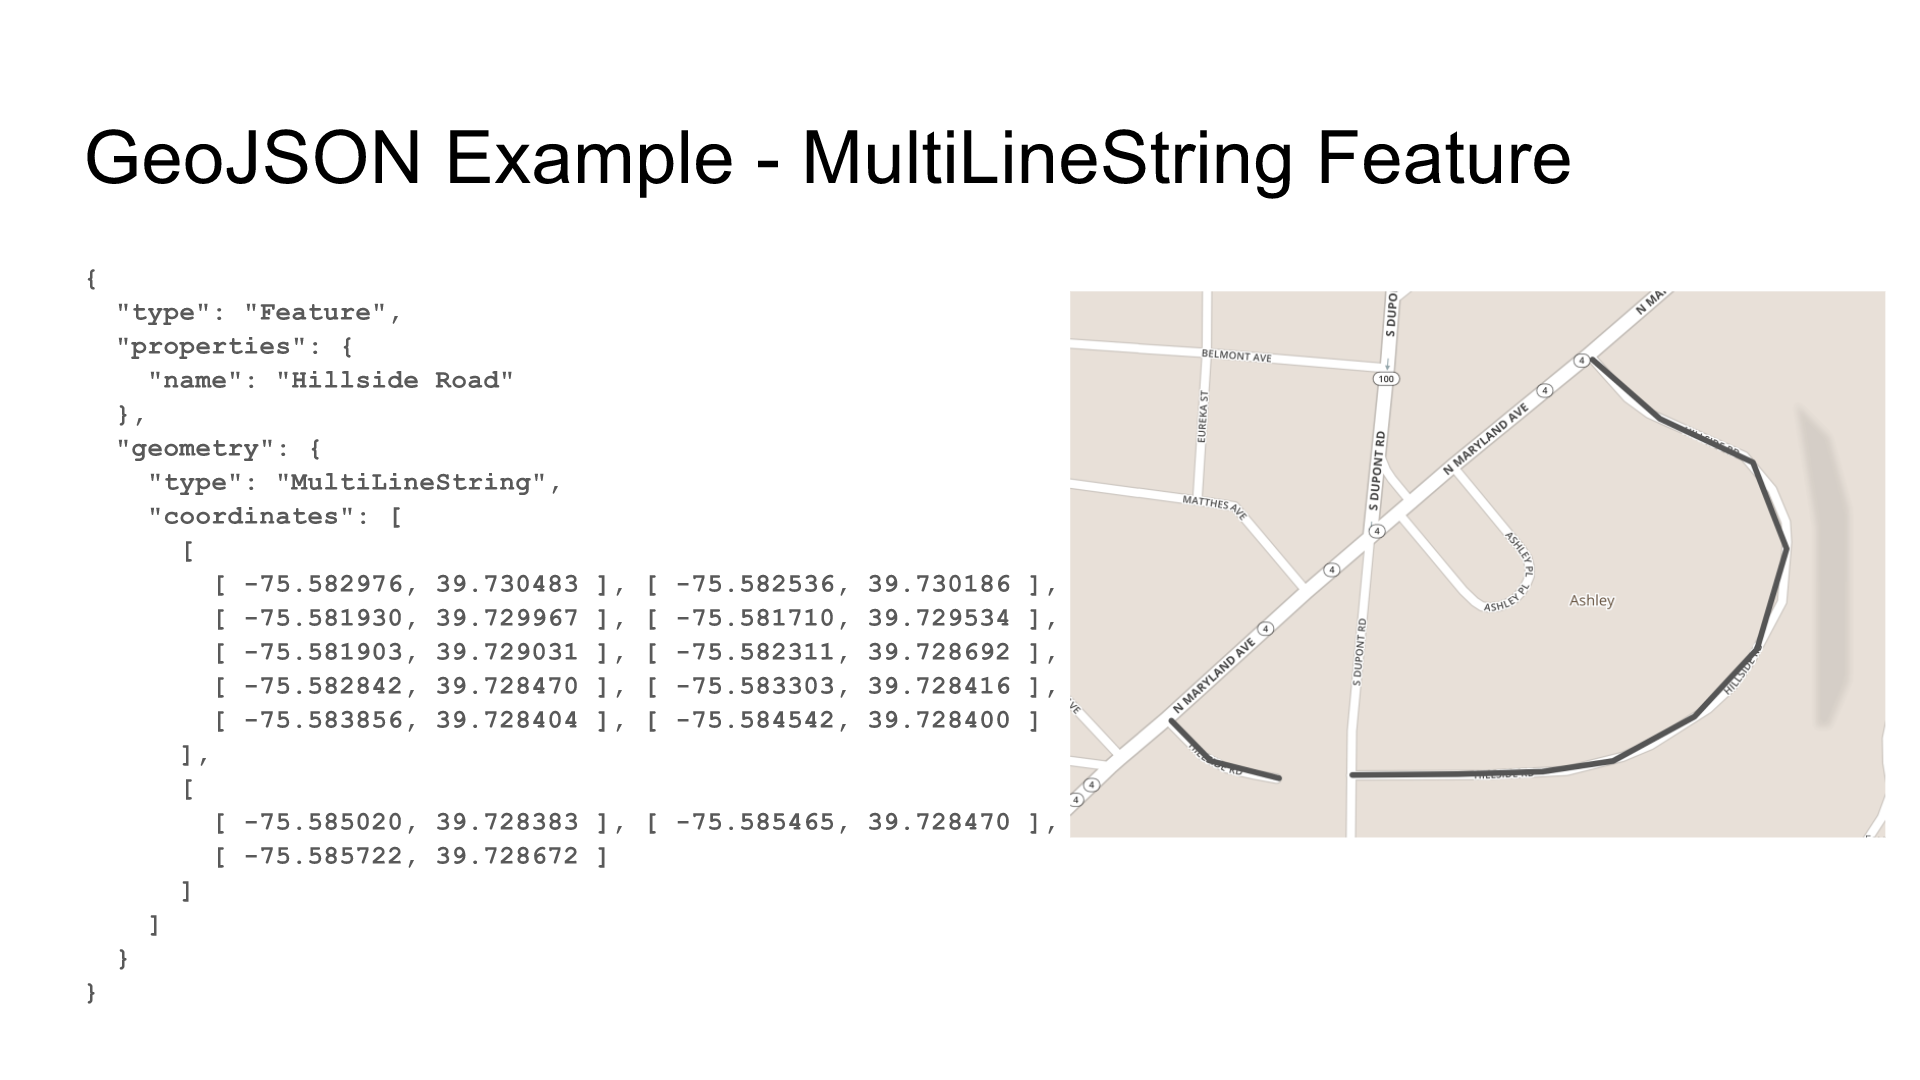 GeoJSON Example - MultiLineString Feature
{
"type": "Feature",
"properties": {
"name": "Hillside Road"
},
"geometry": {
"type": "MultiLineString",
"coordinates": [
[
[ -75.582976, 39.730483 ], [ -75.582536, 39.730186 ],
[ -75.581930, 39.729967 ], [ -75.581710, 39.729534 ],
[ -75.581903, 39.729031 ], [ -75.582311, 39.728692 ],
[ -75.582842, 39.728470 ], [ -75.583303, 39.728416 ],
[ -75.583856, 39.728404 ], [ -75.584542, 39.728400 ]
],
[
[ -75.585020, 39.728383 ], [ -75.585465, 39.728470 ],
[ -75.585722, 39.728672 ]
]
]
}
}
N MA
S DUPO
BELMONT AVE
4
100
4
EUREKA ST
N MARYLAND AVE
HILLSIDE RD
S DUPONT RD
MATTHES AVE
4
ASHLEY PL
4
ASHLEY PL
Ashley
4
S DUPONT RD
N MARYLAND AVE
HILLSIDE RD
VE
HILLSIDE RD
HILLSIDE RD
4
4